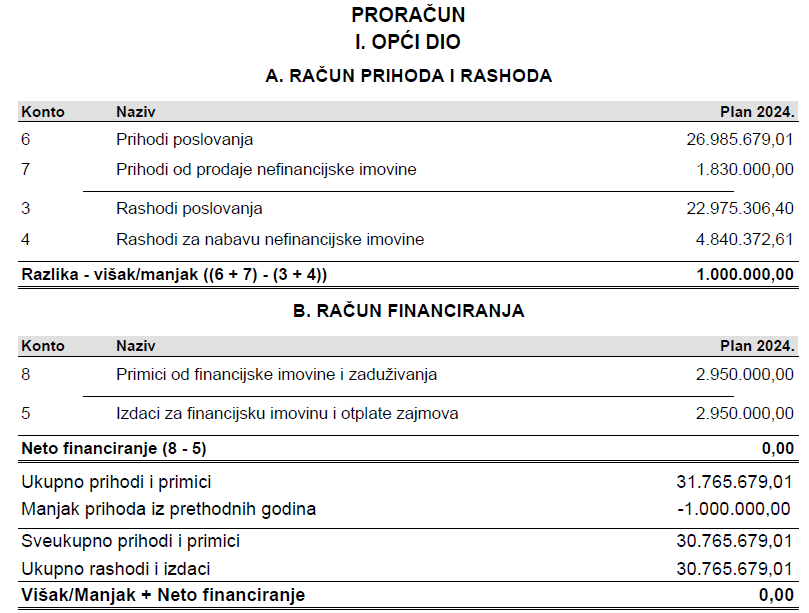 PRORAČUN
I. OPĆI DIO
A. RAČUN PRIHODA I RASHODA
Konto Naziv Plan 2024.
6 Prihodi poslovanja 26.985.679,01
7 Prihodi od prodaje nefinancijske imovine 1.830.000,00
3 Rashodi poslovanja 22.975.306,40
4 Rashodi za nabavu nefinancijske imovine 4.840.372,61
Razlika - višak/manjak ((6 + 7) - (3 + 4)) 1.000.000,00
B. RAČUN FINANCIRANJA
Konto Naziv Plan 2024.
8 Primici od financijske imovine i zaduživanja 2.950.000,00
5 Izdaci za financijsku imovinu i otplate zajmova 2.950.000,00
Neto financiranje (8 - 5) 0,00
Ukupno prihodi i primici 31.765.679,01
Manjak prihoda iz prethodnih godina -1.000.000,00
Sveukupno prihodi i primici 30.765.679,01
Ukupno rashodi i izdaci 30.765.679,01
Višak/Manjak + Neto financiranje 0,00